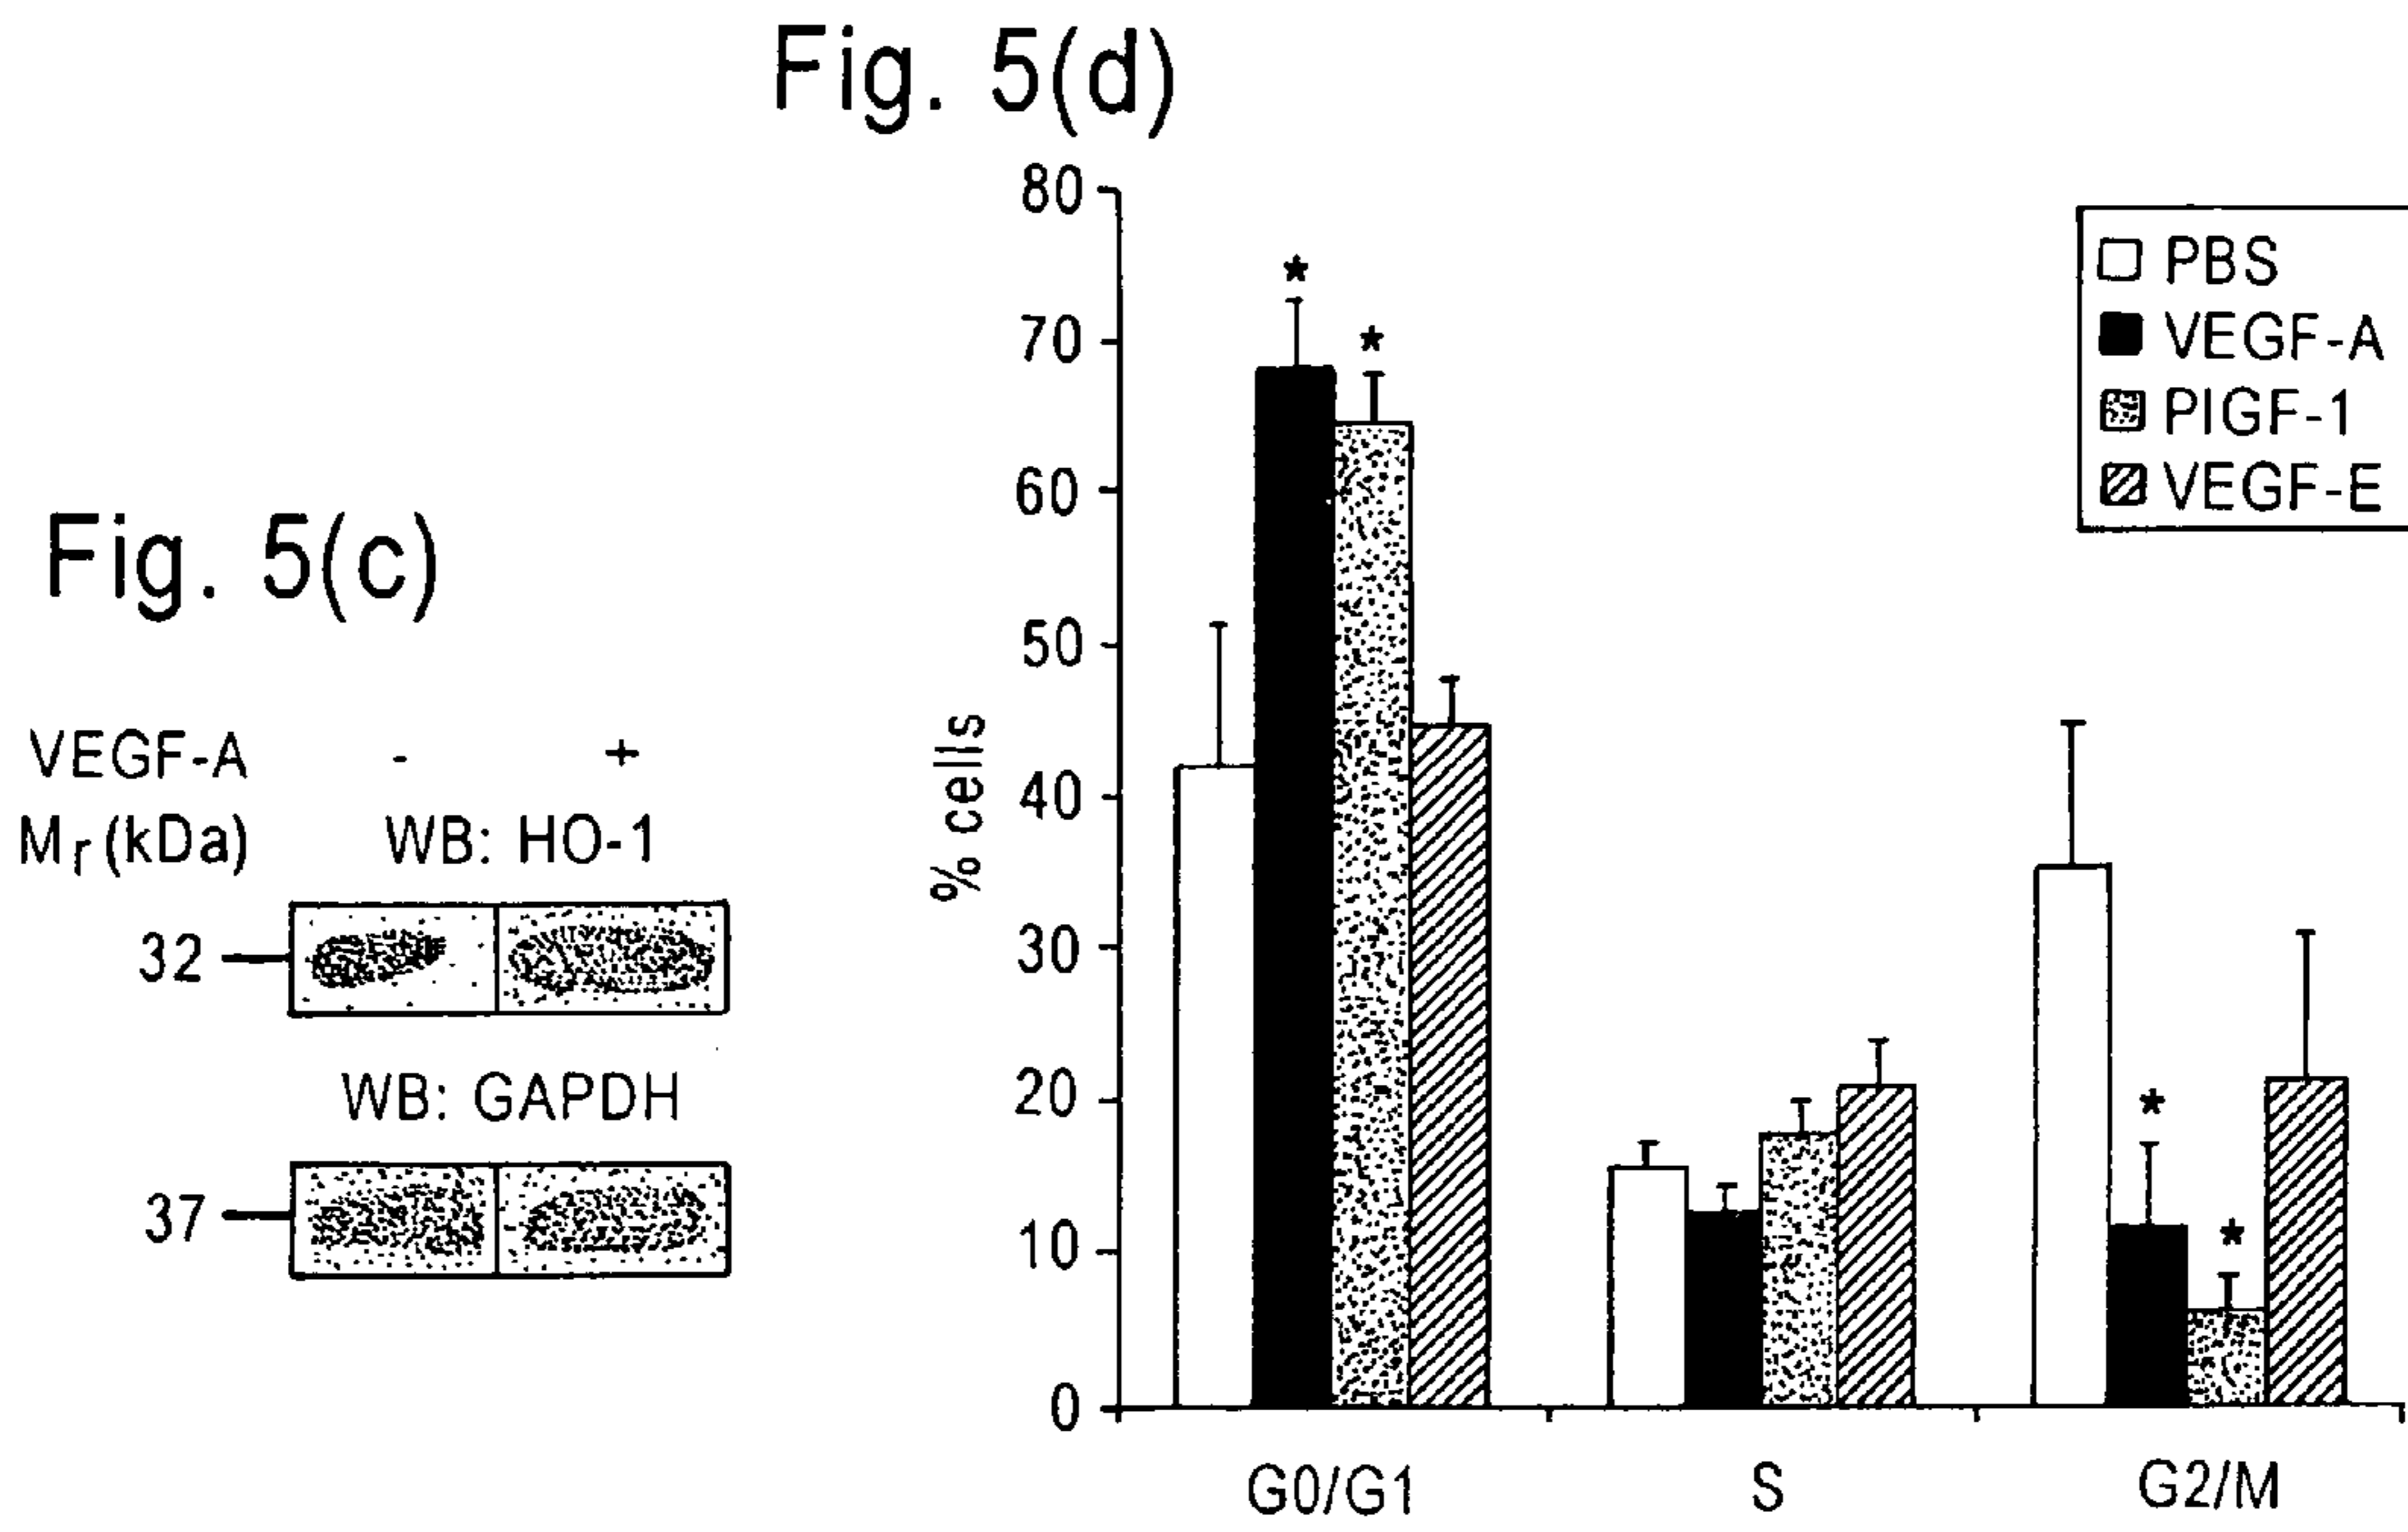 Fig. 5(c)
VEGF-A - +
Mr (kDa) WB: HO-1
32
WB: GAPDH
37
Fig. 5(d)
% cells
80
70
60
50
40
30
20
10
0
* *
* *
G0/G1 S G2/M
PBS
VEGF-A
PlGF-1
VEGF-E